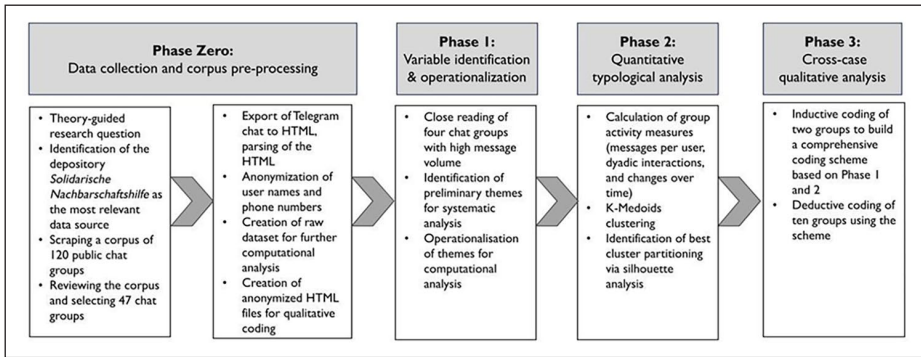 Phase Zero:
Data collection and corpus pre-processing
Phase 1:
Variable identification
& operationalization
Phase 2:
Quantitative
typological analysis
Phase 3:
Cross-case
qualitative analysis
• Theory-guided
research question
• Identification of the
depository
Solidarische
Nachbarschaftshilfe as
the most relevant
data source
• Scraping a corpus of
120 public chat
groups
• Reviewing the corpus
and selecting 47 chat
groups
• Export of Telegram
chat to HTML,
parsing of the
HTML
• Anonymization of
user names and
phone numbers
• Creation of raw
dataset for further
computational
analysis
• Creation of
anonymized HTML
files for qualitative
coding
• Close reading of
four chat groups
with high message
volume
• Identification of
preliminary themes
for systematic
analysis
• Operationalisation
of themes for
computational
analysis
• Calculation of group
activity measures
(messages per user,
dyadic interactions,
and changes over
time)
• K-Medoids
clustering
• Identification of best
cluster partitioning
via silhouette
analysis
• Inductive coding of
two groups to build
a comprehensive
coding scheme
based on Phase 1
and 2
• Deductive coding of
ten groups using the
scheme